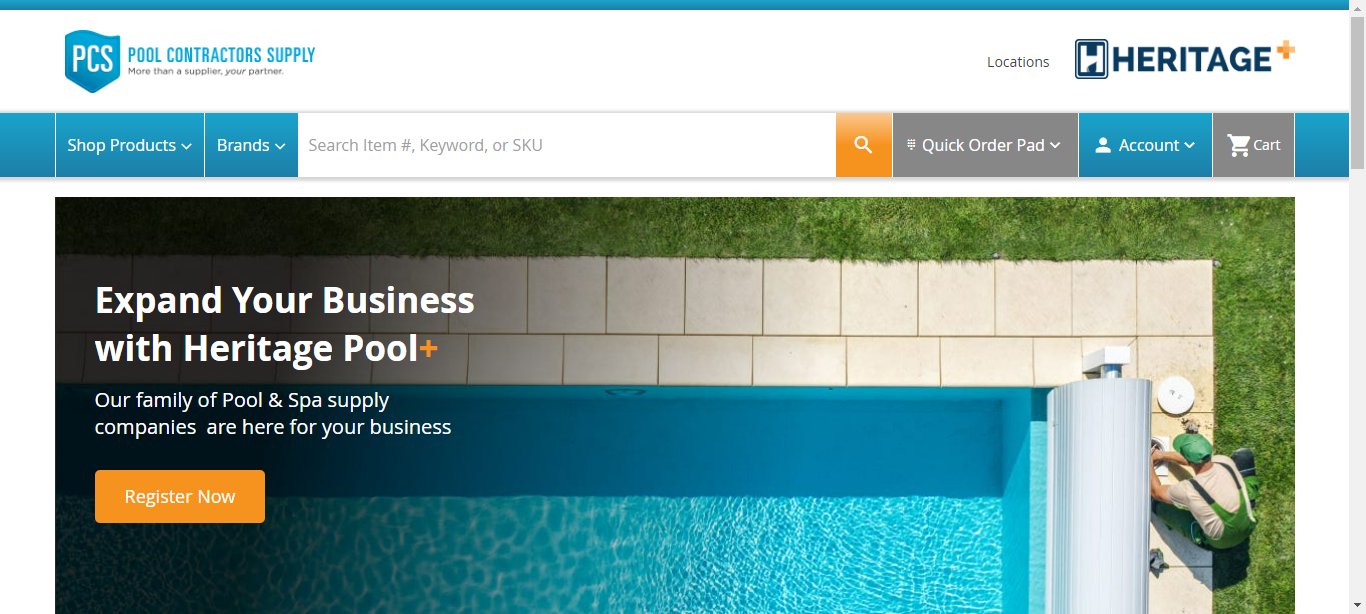 PCS POOL CONTRACTORS SUPPLY
More than a supplier, your partner.
Locations
HERITAGE+
Shop Products
Brands
Search Item #, Keyword, or SKU
Quick Order Pad
Account
Cart
Expand Your Business
with Heritage Pool+
Our family of Pool & Spa supply
companies are here for your business
Register Now